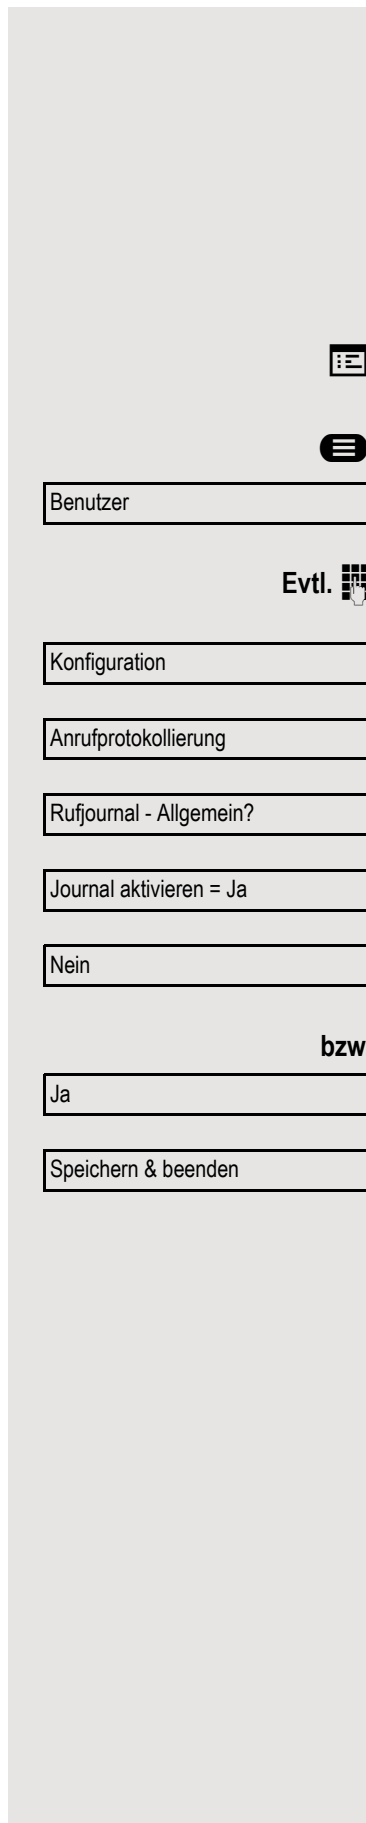 Benutzer
Evtl.
Konfiguration
Anrufprotokollierung
Rufjournal - Allgemein?
Journal aktivieren = Ja
Nein
bzw
Ja
Speichern & beenden